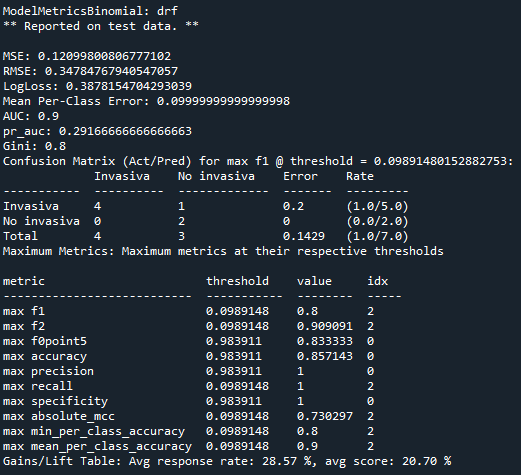 ModelMetricsBinomial: drf
** Reported on test data. **
MSE: 0.12099800806777102
RMSE: 0.34784767940547057
LogLoss: 0.3878154704293039
Mean Per-Class Error: 0.09999999999999998
AUC: 0.9
pr_auc: 0.29166666666666663
Gini: 0.8
Confusion Matrix (Act/Pred) for max f1 @ threshold = 0.09891480152882753:
Invasiva No invasiva Error Rate
----------- ---------- ------------- ------- ---------
Invasiva 4 1 0.2 (1.0/5.0)
No invasiva 0 2 0 (0.0/2.0)
Total 4 3 0.1429 (1.0/7.0)
Maximum Metrics: Maximum metrics at their respective thresholds
metric threshold value idx
--------------------------- ----------- -------- -----
max f1 0.0989148 0.8 2
max f2 0.0989148 0.909091 2
max f0point5 0.983911 0.833333 0
max accuracy 0.983911 0.857143 0
max precision 0.983911 1 0
max recall 0.0989148 1 2
max specificity 0.983911 1 0
max absolute_mcc 0.0989148 0.730297 2
max min_per_class_accuracy 0.0989148 0.8 2
max mean_per_class_accuracy 0.0989148 0.9 2
Gains/Lift Table: Avg response rate: 28.57 %, avg score: 20.70 %